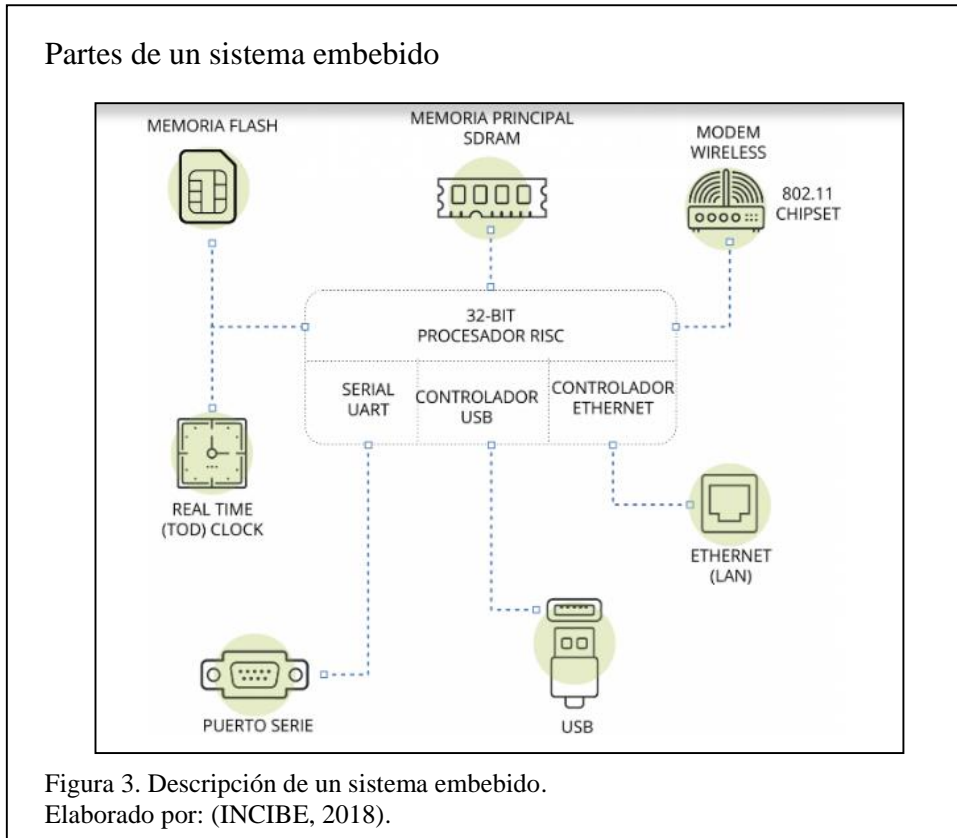 Partes de un sistema embebido
MEMORIA FLASH
MEMORIA PRINCIPAL
SDRAM
MODEM
WIRELESS
802.11
CHIPSET
32-BIT
PROCESADOR RISC
SERIAL
UART
CONTROLADOR
USB
CONTROLADOR
ETHERNET
REAL TIME
(TOD) CLOCK
ETHERNET
(LAN)
PUERTO SERIE
USB
Figura 3. Descripción de un sistema embebido.
Elaborado por: (INCIBE, 2018).